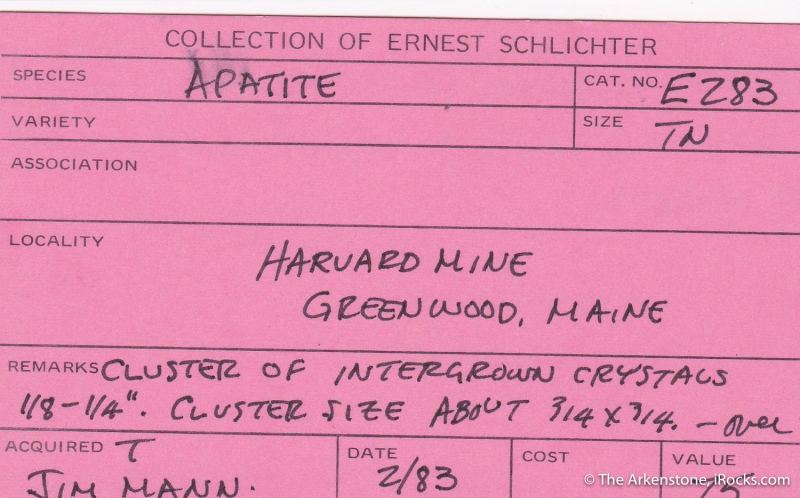 COLLECTION OF ERNEST SCHLICHTER
SPECIES APATITE CAT. NO. E283
VARIETY SIZE TN
ASSOCIATION
LOCALITY HARVARD MINE
GREENWOOD, MAINE
REMARKS CLUSTER OF INTERGROWN CRYSTALS
1/8-1/4". CLUSTER SIZE ABOUT 3/4 X 3/4. - over
ACQUIRED T DATE COST VALUE
JIM MANN. 2/83
© The Arkenstone, iRocks.com